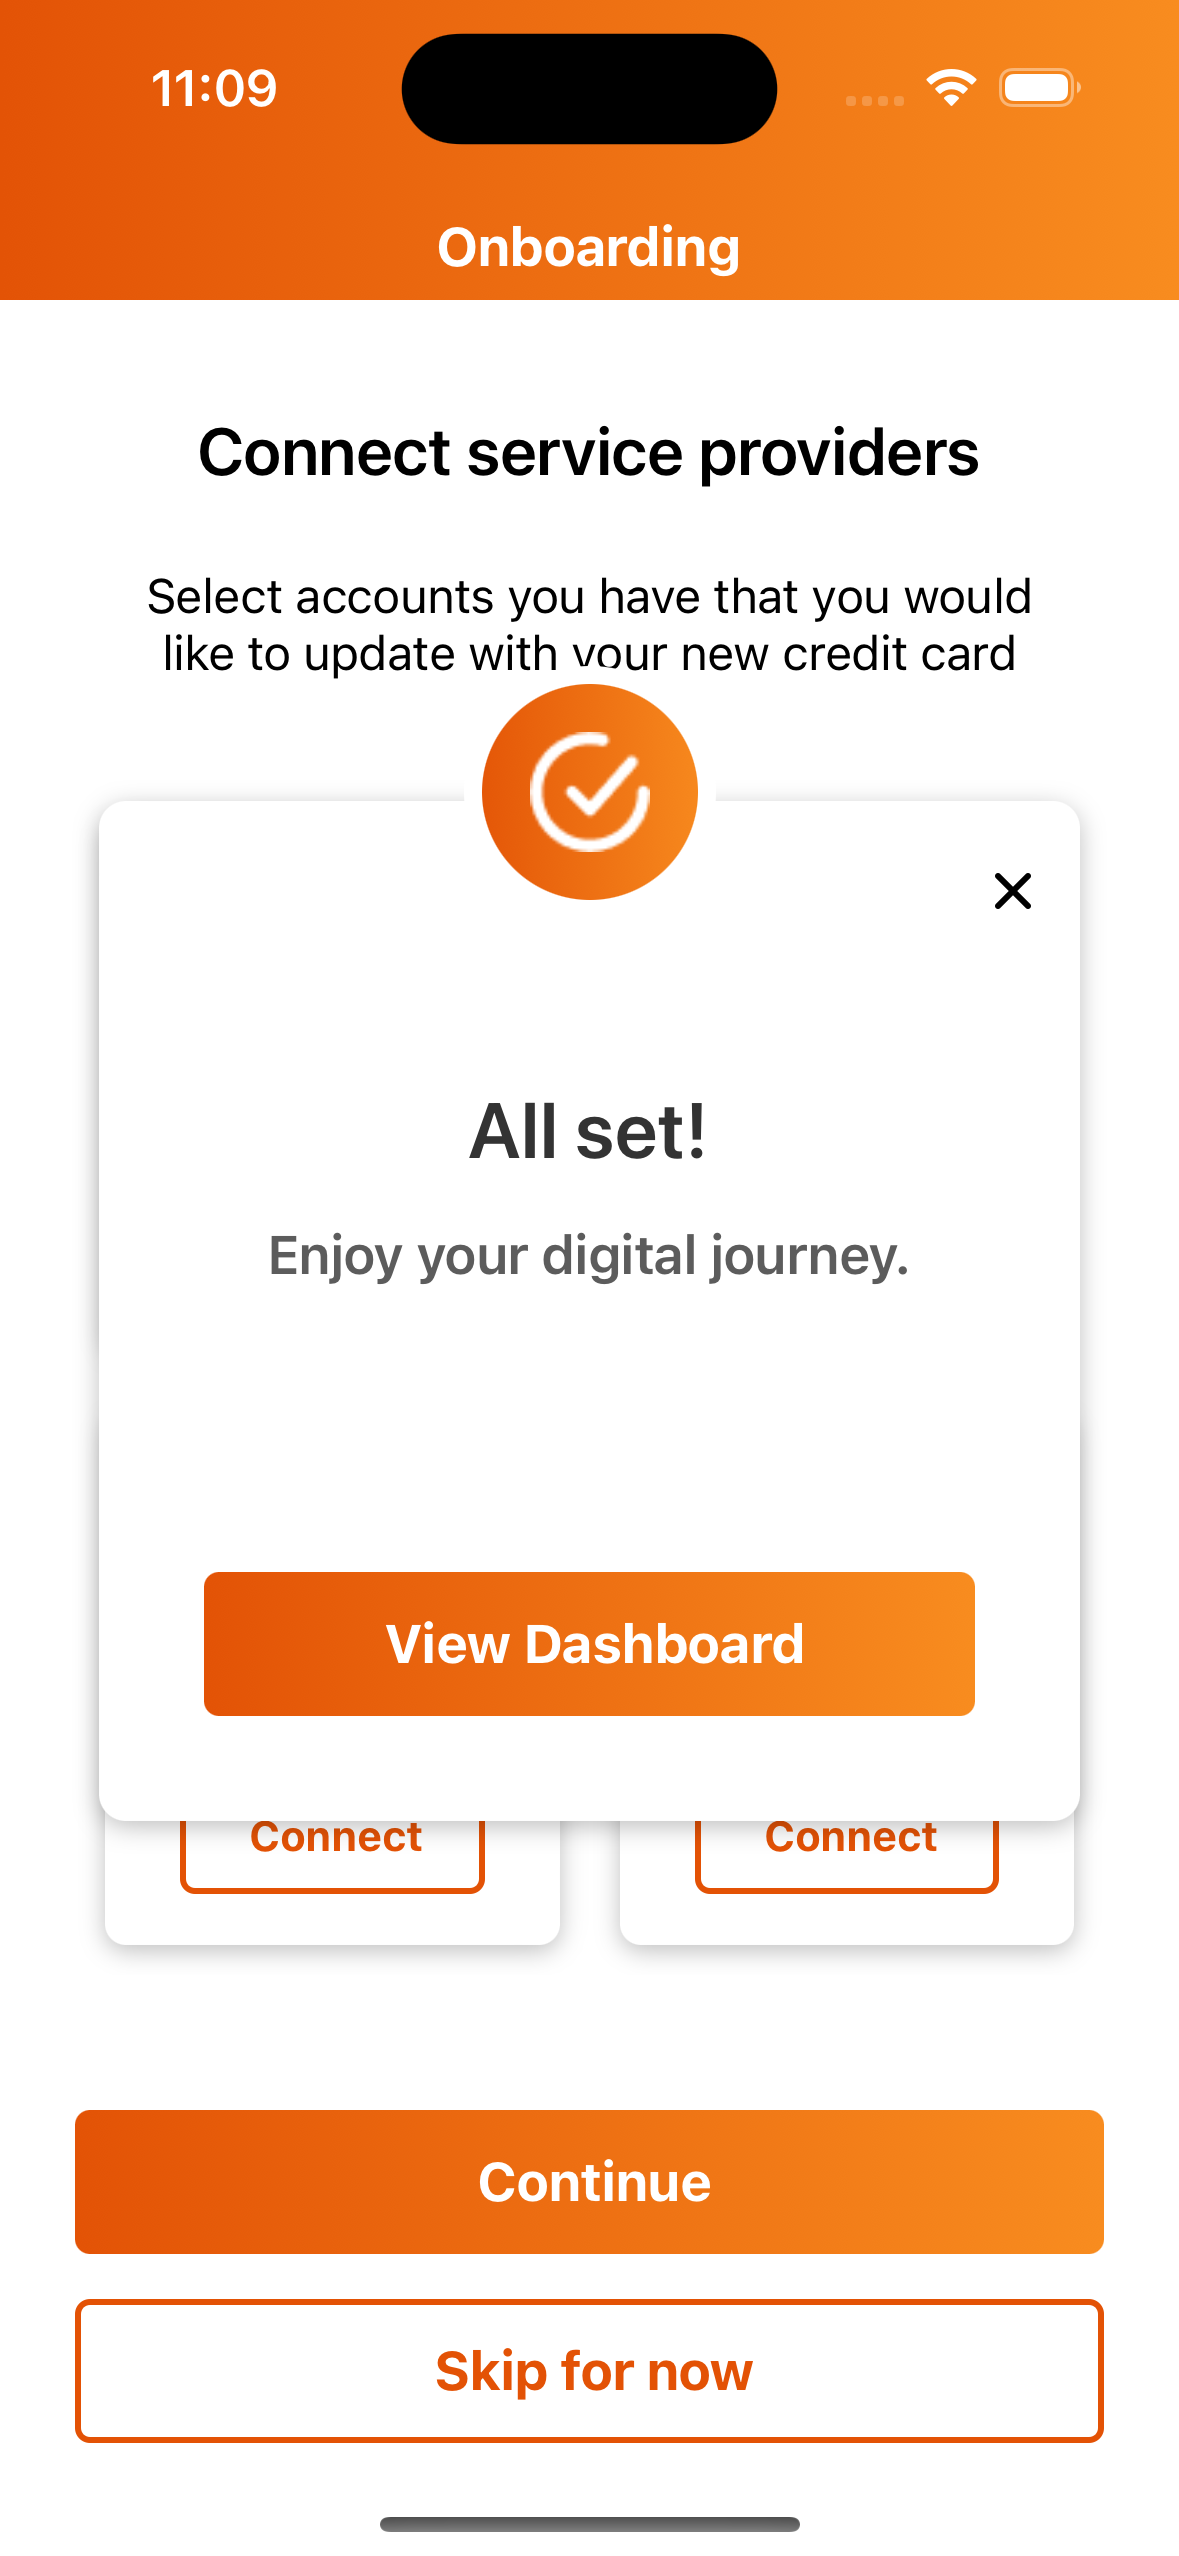 11:09
Onboarding
Connect service providers
Select accounts you have that you would
like to update with your new credit card
All set!
Enjoy your digital journey.
View Dashboard
Connect
Connect
Continue
Skip for now